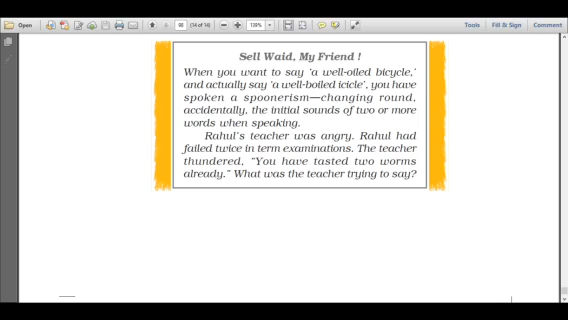 Open
98
(14 of 14)
139%
Tools
Fill & Sign
Comment
Sell Waid, My Friend !
When you want to say ‘a well-oiled bicycle,’
and actually say ‘a well-boiled icicle’, you have
spoken a spoonerism—changing round,
accidentally, the initial sounds of two or more
words when speaking.
Rahul's teacher was angry. Rahul had
failed twice in term examinations. The teacher
thundered, “You have tasted two worms
already.” What was the teacher trying to say?